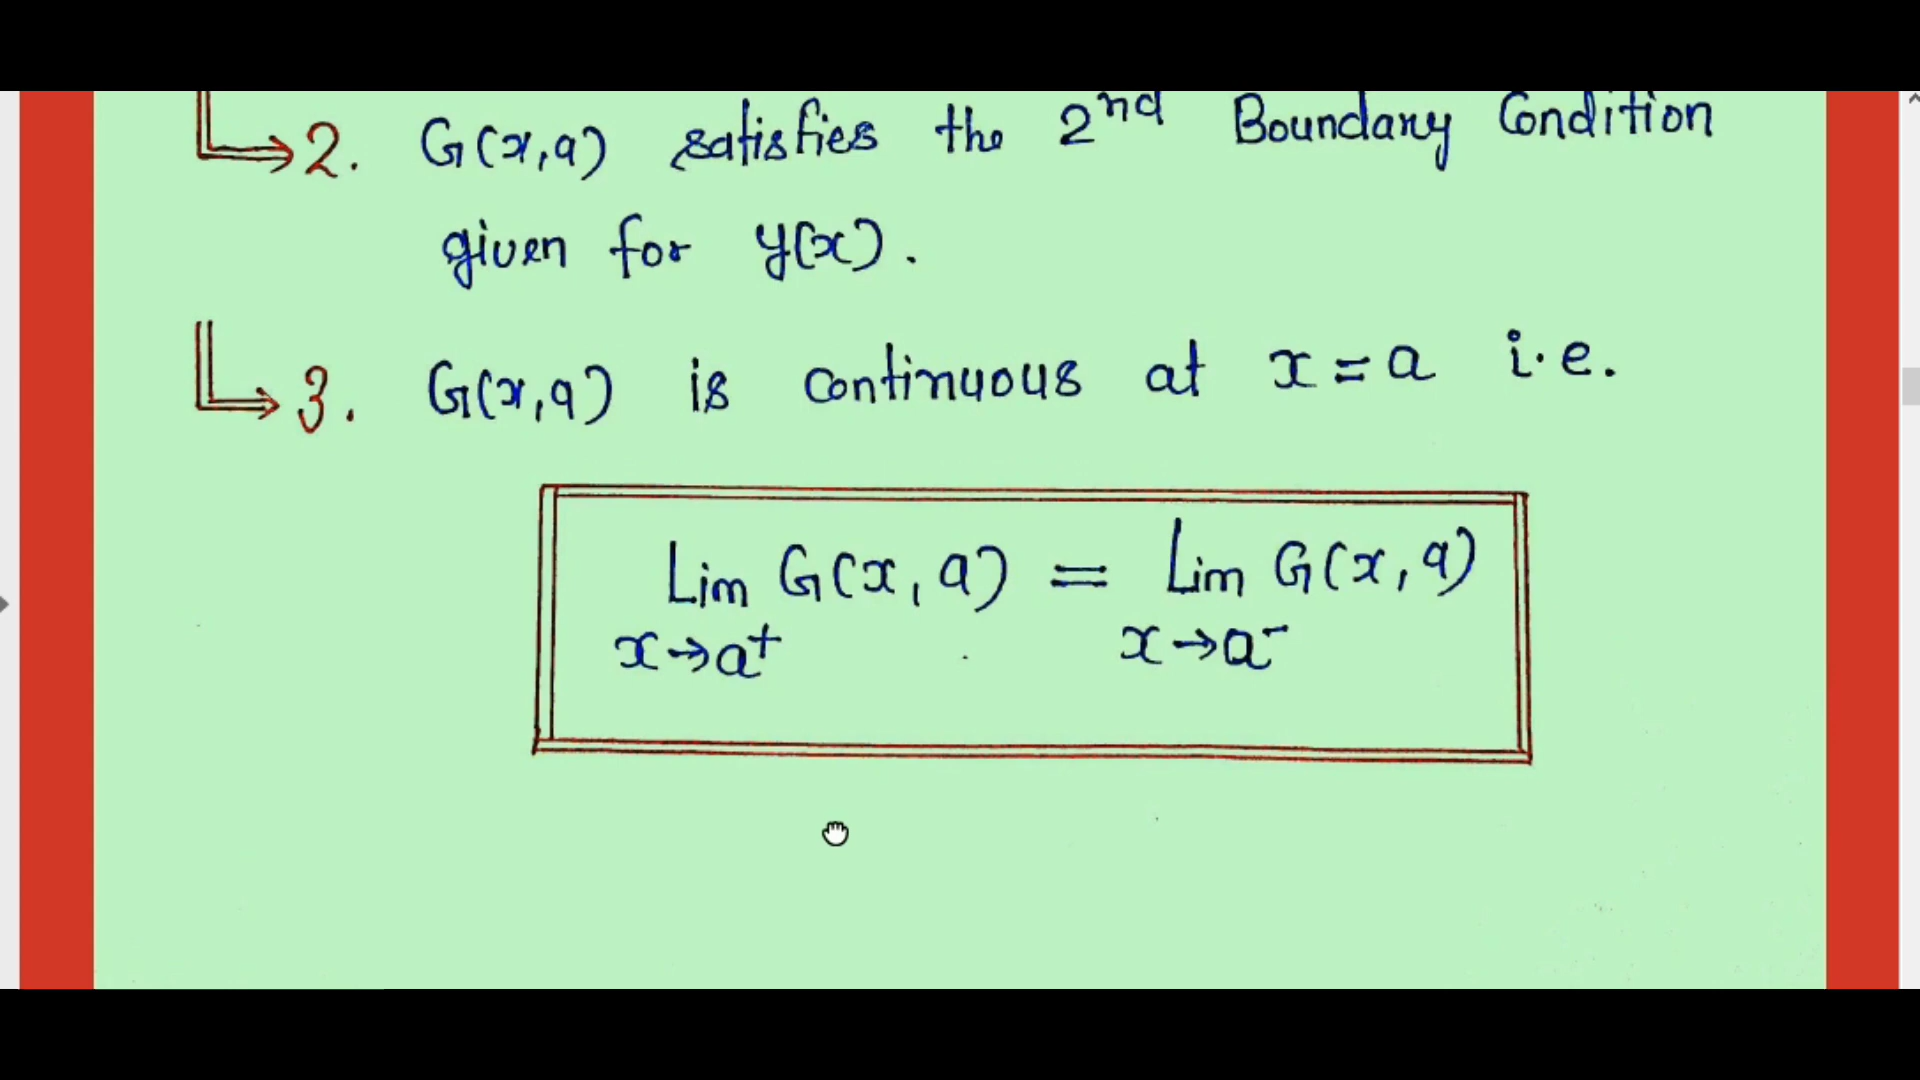 2. G(x,a) satisfies the 2nd Boundary Condition
given for y(x).
3. G(x,a) is continuous at x = a i.e.
Lim G(x,a) = Lim G(x,a)
x→a⁺ x→a⁻